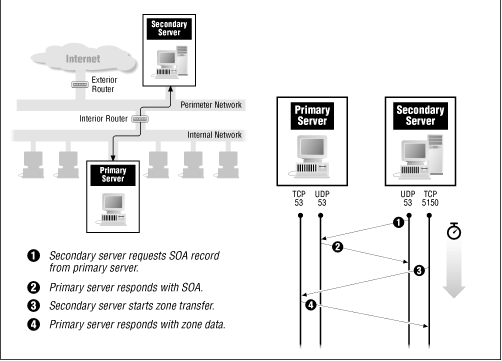 Secondary
Server
Internet
Exterior
Router
Perimeter Network
Interior Router
Internal Network
Primary
Server
Primary
Server
Secondary
Server
TCP
53
UDP
53
UDP
53
TCP
5150
1
2
3
4
1 Secondary server requests SOA record
from primary server.
2 Primary server responds with SOA.
3 Secondary server starts zone transfer.
4 Primary server responds with zone data.